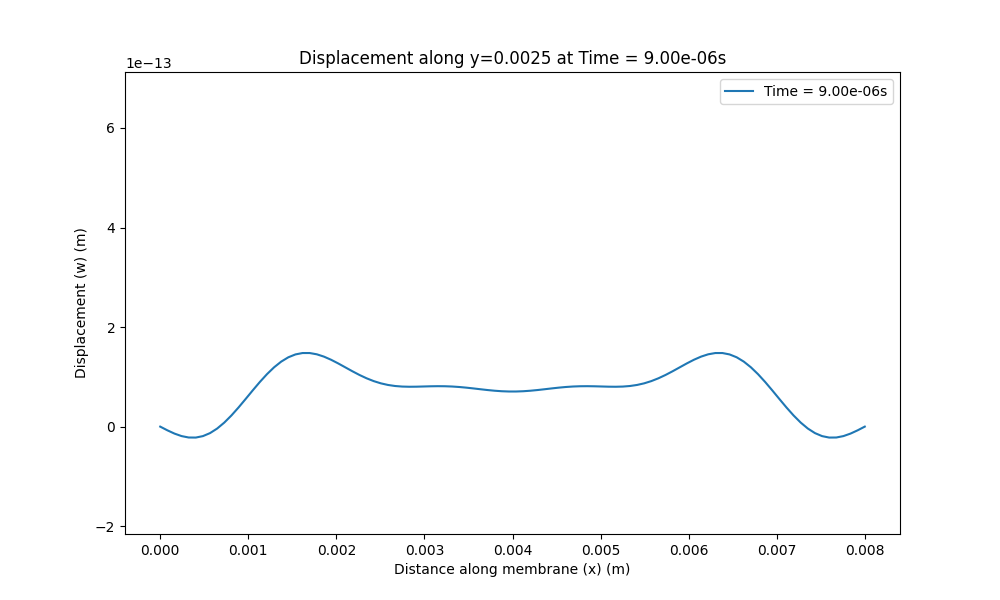 Displacement along y=0.0025 at Time = 9.00e-06s
1e−13
Time = 9.00e-06s
6
4
2
0
−2
Displacement (w) (m)
0.000 0.001 0.002 0.003 0.004 0.005 0.006 0.007 0.008
Distance along membrane (x) (m)